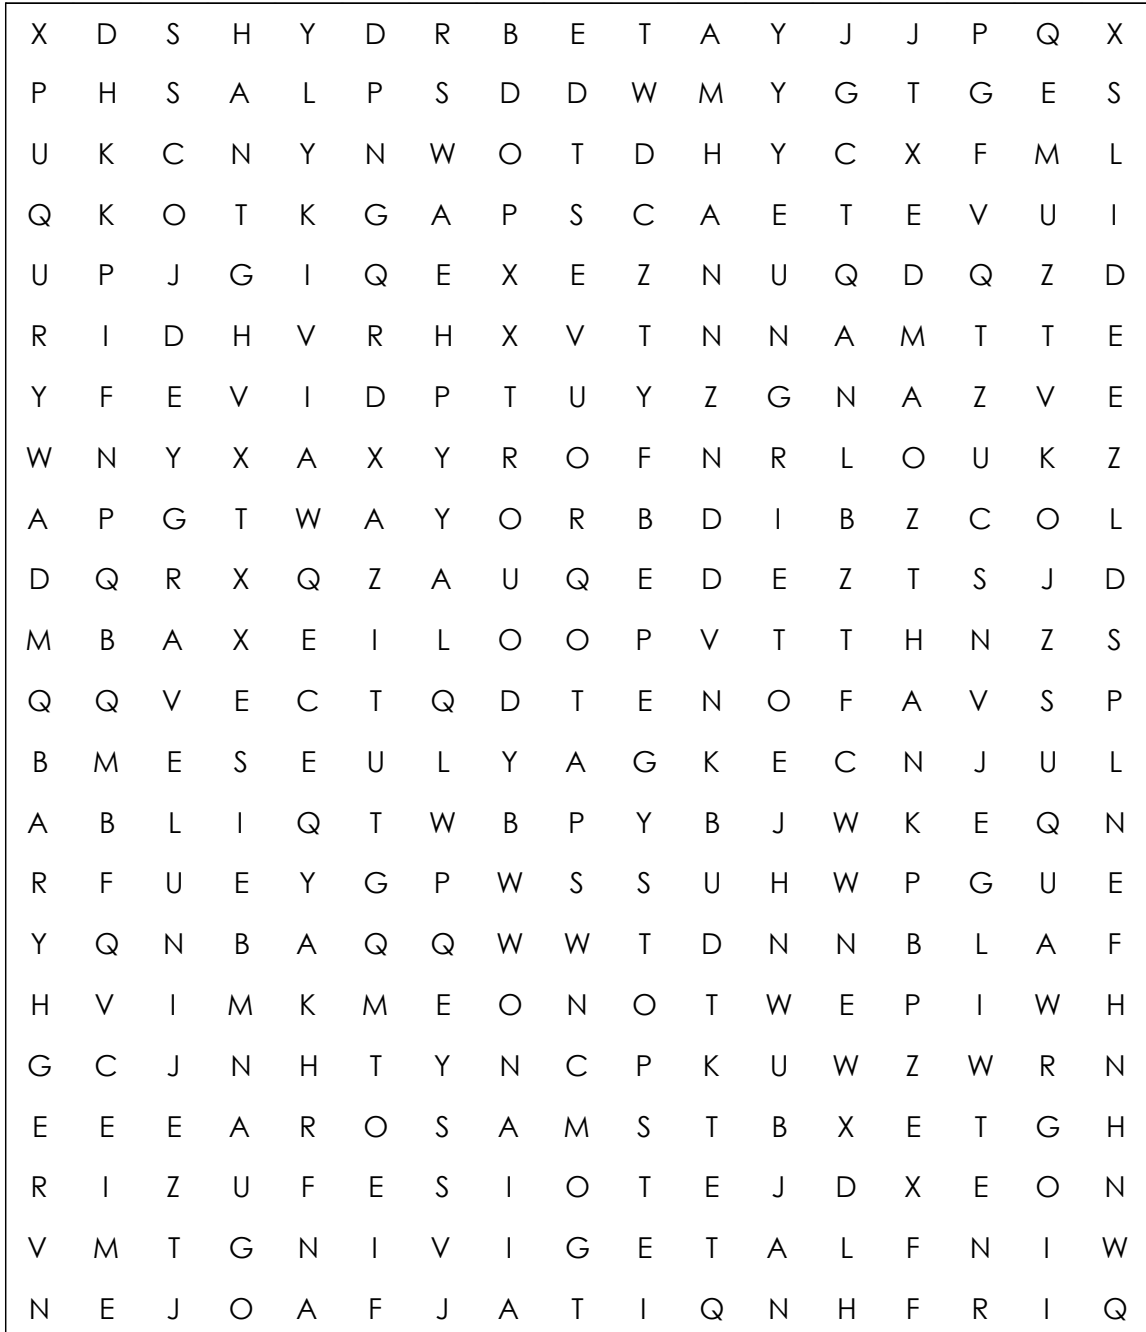 X D S H Y D R B E T A Y J J P Q X
P H S A L P S D D W M Y G T G E S
U K C N Y N W O T D H Y C X F M L
Q K O T K G A P S C A E T E V U I
U P J G I Q E X E Z N U Q D Q Z D
R I D H V R H X V T N N A M T T E
Y F E V I D P T U Y Z G N A Z V E
W N Y X A X Y R O F N R L O U K Z
A P G T W A Y O R B D I B Z C O L
D Q R X Q Z A U Q E D E Z T S J D
M B A X E I L O O P V T T H N Z S
Q Q V E C T Q D T E N O F A V S P
B M E S E U L Y A G K E C N J U L
A B L I Q T W B P Y B J W K E Q N
R F U E Y G P W S S U H W P G U E
Y Q N B A Q Q W W T D N N B L A F
H V I M K M E O N O T W E P I W H
G C J N H T Y N C P K U W Z W R N
E E E A R O S A M S T B X E T G H
R I Z U F E S I O T E J D X E O N
V M T G N I V I G E T A L F N I W
N E J O A F J A T I Q N H F R I Q